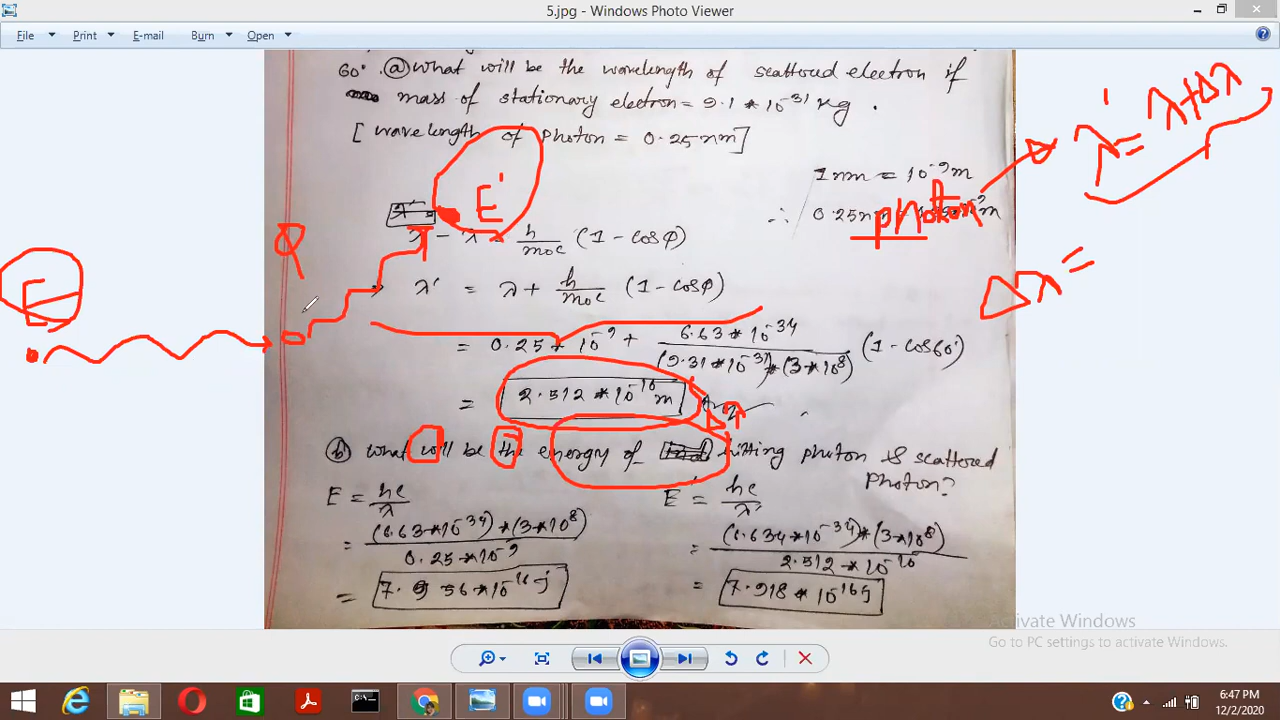 5.jpg - Windows Photo Viewer
File Print E-mail Burn Open
60°. ⓐ What will be the wavelength of scattered electron if
mass of stationary electron = 9.1 * 10⁻³¹ kg .
[wavelength of photon = 0.25 nm]
1 nm = 10⁻⁹ m
∴ 0.25nm
photon
λ' = λ+Δλ
Δλ =
E'
E
φ
λ' - λ = h/m₀c (1 - cosφ)
⇒ λ' = λ + h/m₀c (1 - cosφ)
= 0.25 * 10⁻⁹ + 6.63 * 10⁻³⁴/(9.31 * 10⁻³¹) * (3 * 10⁸) (1 - cos60°)
= 2.512 * 10⁻¹⁰ m
ⓑ What will be the energy of hitting photon & scattered
photon?
E = hc/λ
= (6.63 * 10⁻³⁴) * (3 * 10⁸)/0.25 * 10⁻⁹
= 7.956 * 10⁻¹⁶ j
E' = hc/λ'
= (6.634 * 10⁻³⁴) * (3 * 10⁸)/2.512 * 10⁻¹⁰
= 7.918 * 10⁻¹⁶ j
Activate Windows
Go to PC settings to activate Windows.
6:47 PM
12/2/2020